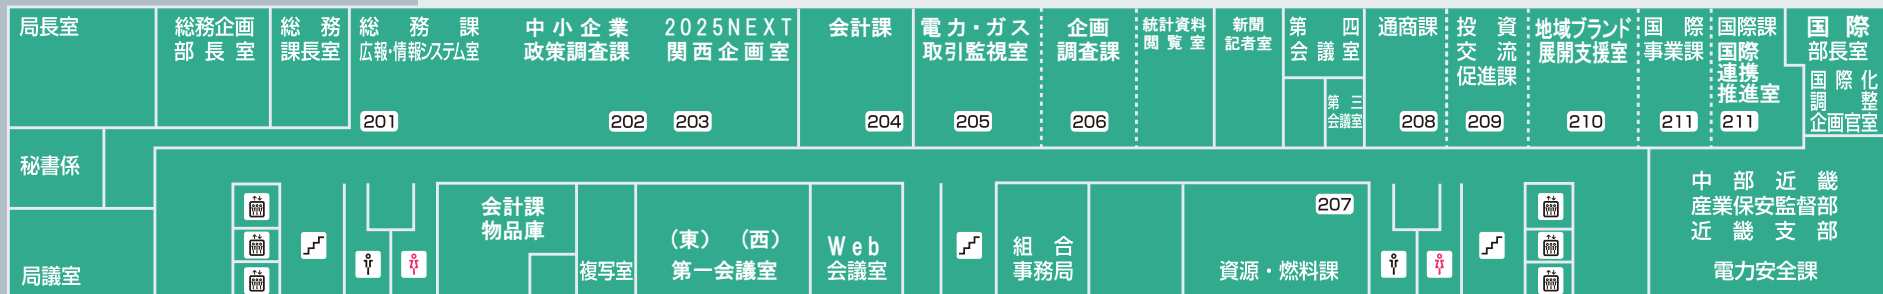 局長室
総務企画
部長室
総務
課長室
総務課
広報・情報システム室
201
中小企業
政策調査課
202
2025NEXT
関西企画室
203
会計課
204
電力・ガス
取引監視室
205
企画
調査課
206
統計資料
閲覧室
新聞
記者室
第四
会議室
第三
会議室
通商課
208
投資
交流
促進課
209
地域ブランド
展開支援室
210
国際
事業課
211
国際課
国際
連携
推進室
211
国際
部長室
国際化
調整
企画官室
秘書係
局議室
会計課
物品庫
複写室
(東) (西)
第一会議室
Web
会議室
組合
事務局
207
資源・燃料課
中部近畿
産業保安監督部
近畿支部
電力安全課